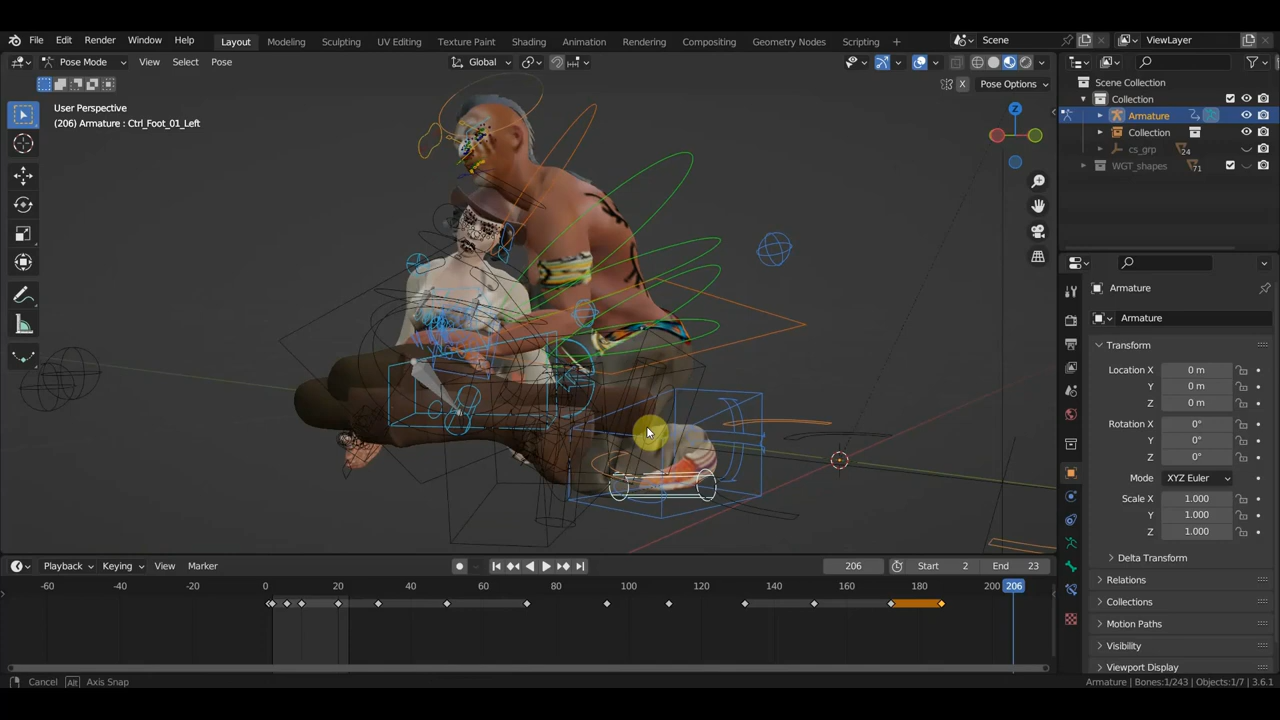 File Edit Render Window Help Layout Modeling Sculpting UV Editing Texture Paint Shading Animation Rendering Compositing Geometry Nodes Scripting + Scene ViewLayer
Pose Mode View Select Pose Global
X Pose Options
User Perspective
(206) Armature : Ctrl_Foot_01_Left
Z
Scene Collection
Collection
Armature
Collection
cs_grp 24
WGT_shapes 71
Armature
Armature
Transform
Location X 0 m
Y 0 m
Z 0 m
Rotation X 0°
Y 0°
Z 0°
Mode XYZ Euler
Scale X 1.000
Y 1.000
Z 1.000
Delta Transform
Relations
Collections
Motion Paths
Visibility
Viewport Display
Playback Keying View Marker 206 Start 2 End 23
-60 -40 -20 0 20 40 60 80 100 120 140 160 180 200 206
Cancel Alt Axis Snap Armature | Bones:1/243 | Objects:1/7 | 3.6.1